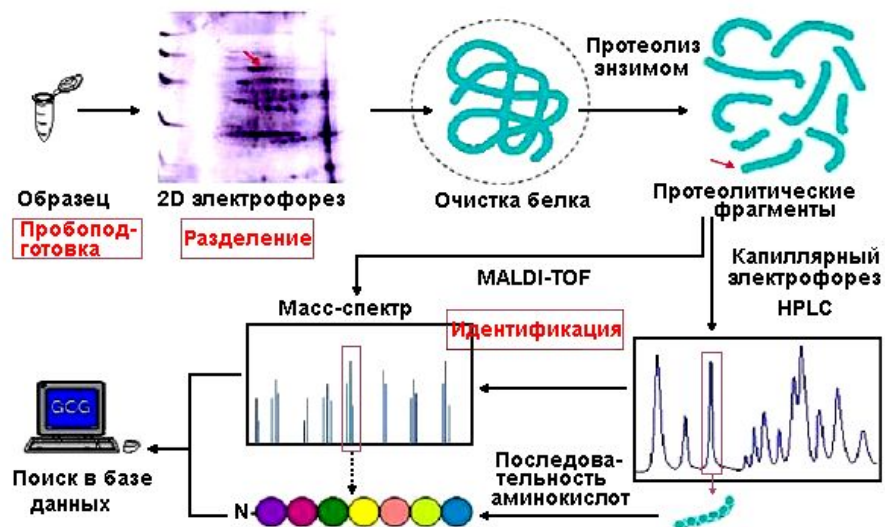 Протеолиз
энзимом
Образец
2D электрофорез
Очистка белка
Протеолитические
фрагменты
Пробопод-
готовка
Разделение
MALDI-TOF
Капиллярный
электрофорез
HPLC
Масс-спектр
Идентификация
GCG
Поиск в базе
данных
Последова-
тельность
аминокислот
N-